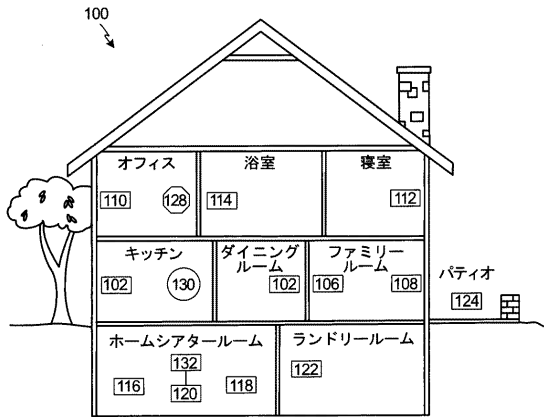 100
オフィス
浴室
寝室
110
128
114
112
キッチン
ダイニング
ルーム
ファミリー
ルーム
パティオ
102
130
102
106
108
124
ホームシアタールーム
ランドリールーム
132
116
120
118
122